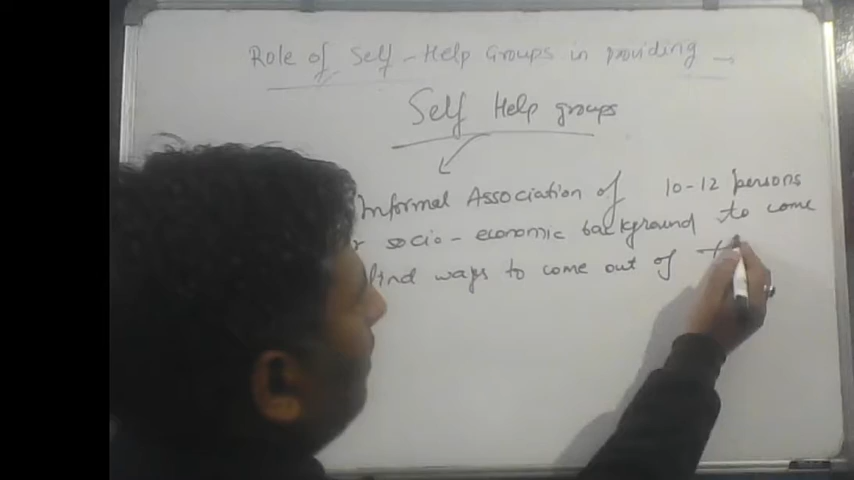 Role of Self-Help Groups in providing →
Self Help groups
Informal Association of 10-12 persons
socio-economic background to come
find ways to come out of